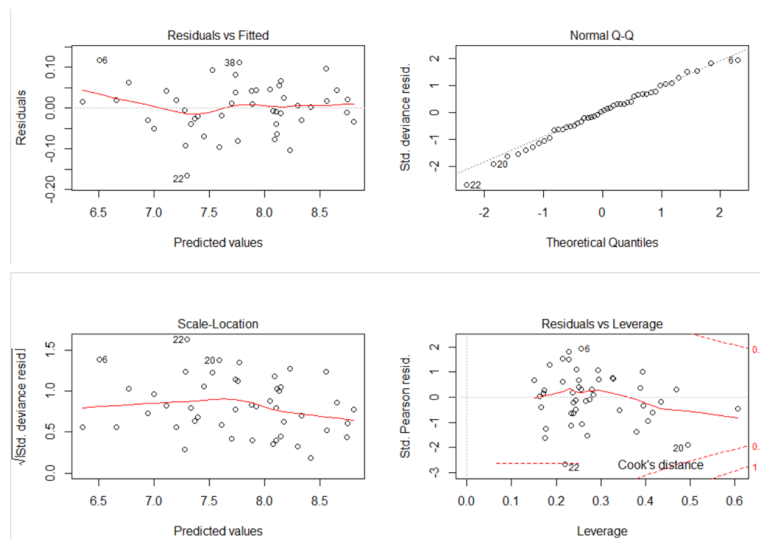 Residuals vs Fitted
Residuals
0.10
0.00
-0.10
-0.20
6
38
22
6.5 7.0 7.5 8.0 8.5
Predicted values
Normal Q-Q
Std. deviance resid.
2
1
0
-1
-2
6
20
22
-2 -1 0 1 2
Theoretical Quantiles
Scale-Location
√|Std. deviance resid.|
1.5
1.0
0.5
0.0
22
6
20
6.5 7.0 7.5 8.0 8.5
Predicted values
Residuals vs Leverage
Std. Pearson resid.
2
1
0
-1
-2
-3
6
20
22
Cook's distance
0.
0.
1
0.0 0.1 0.2 0.3 0.4 0.5 0.6
Leverage